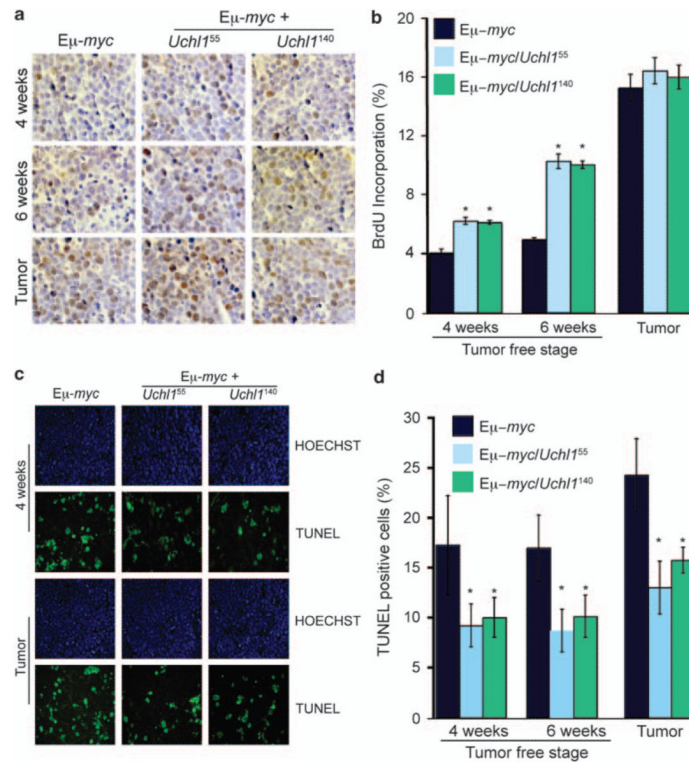 a
Eμ-myc +
Eμ-myc Uchl1⁵⁵ Uchl1¹⁴⁰
4 weeks
6 weeks
Tumor
b
Eμ-myc
Eμ-myc/Uchl1⁵⁵
Eμ-myc/Uchl1¹⁴⁰
BrdU Incorporation (%)
20
16
12
8
4
0
* * * *
4 weeks 6 weeks Tumor
Tumor free stage
c
Eμ-myc +
Eμ-myc Uchl1⁵⁵ Uchl1¹⁴⁰
4 weeks
HOECHST
TUNEL
Tumor
HOECHST
TUNEL
d
Eμ-myc
Eμ-myc/Uchl1⁵⁵
Eμ-myc/Uchl1¹⁴⁰
TUNEL positive cells (%)
30
25
20
15
10
5
0
* * * * * *
4 weeks 6 weeks Tumor
Tumor free stage